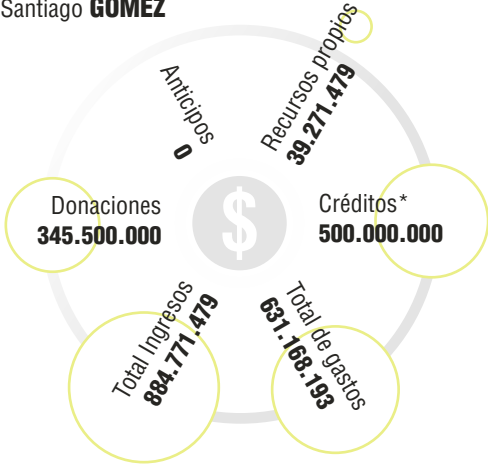 Santiago GÓMEZ
Anticipos
0
Recursos propios
39.271.479
Donaciones
345.500.000
$
Créditos*
500.000.000
Total Ingresos
884.771.479
Total de gastos
631.168.193